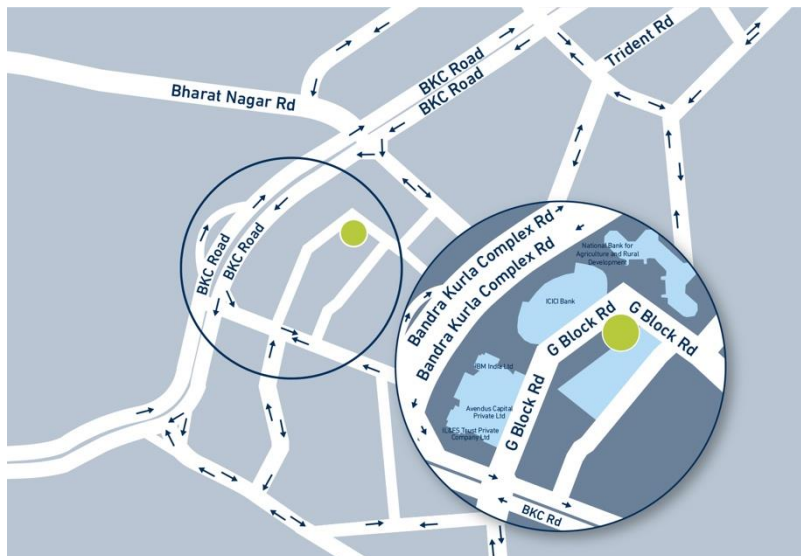 BKC Road
BKC Road
Trident Rd
Bharat Nagar Rd
BKC Road
BKC Road
Bandra Kurla Complex Rd
Bandra Kurla Complex Rd
National Bank for
Agriculture and Rural
Development
ICICI Bank
G Block Rd
G Block Rd
IBM India Ltd
Avendus Capital
Private Ltd
G Block Rd
IL&FS Trust Private
Company Ltd
BKC Rd